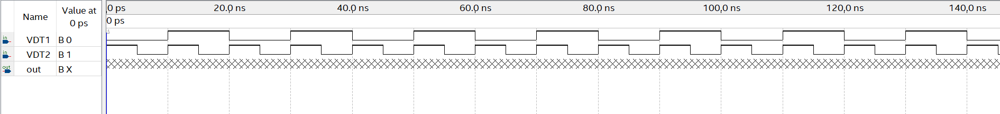 Name
Value at
0 ps
0 ps
20.0 ns
40.0 ns
60.0 ns
80.0 ns
100.0 ns
120.0 ns
140.0 ns
0 ps
in
VDT1
B 0
in
VDT2
B 1
out
out
B X